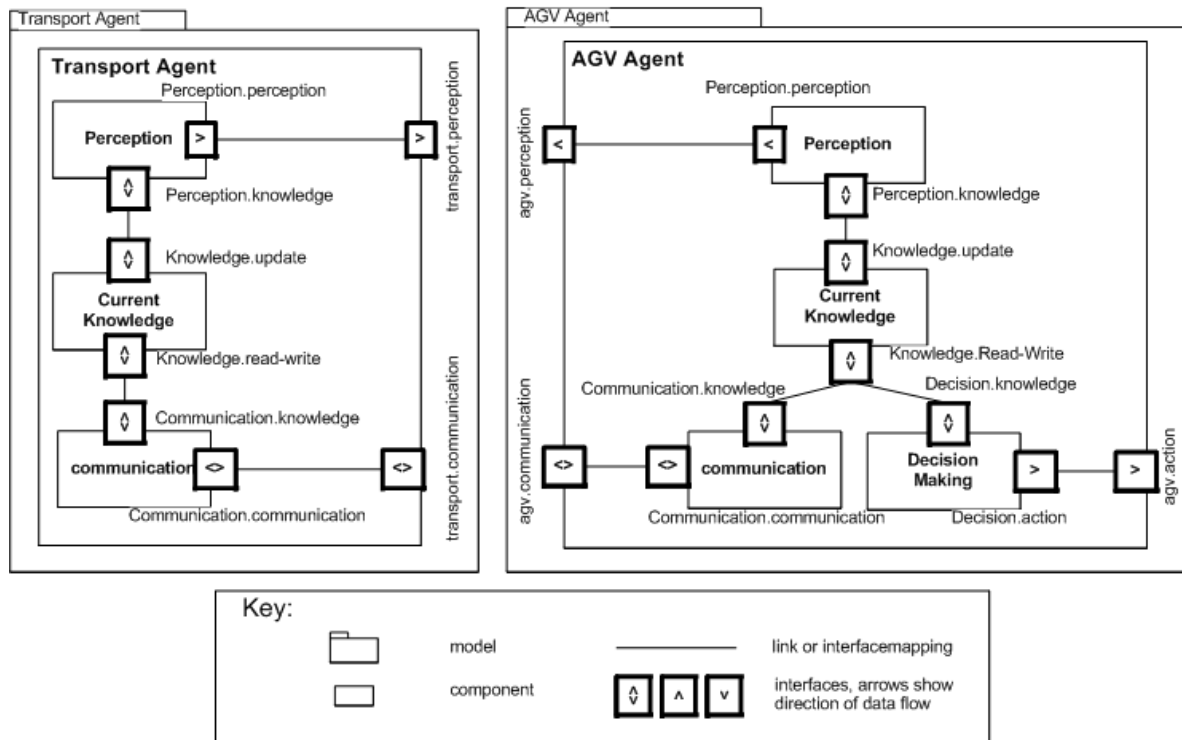 Transport Agent
Transport Agent
Perception.perception
Perception
>
>
transport.perception
Perception.knowledge
Knowledge.update
Current
Knowledge
Knowledge.read-write
Communication.knowledge
communication
<>
<>
transport.communication
Communication.communication
AGV Agent
AGV Agent
Perception.perception
agv.perception
<
<
Perception
Perception.knowledge
Knowledge.update
Current
Knowledge
Knowledge.Read-Write
Communication.knowledge
Decision.knowledge
agv.communication
<>
<>
communication
Decision
Making
>
>
agv.action
Communication.communication
Decision.action
Key:
model
link or interfacemapping
component
interfaces, arrows show
direction of data flow